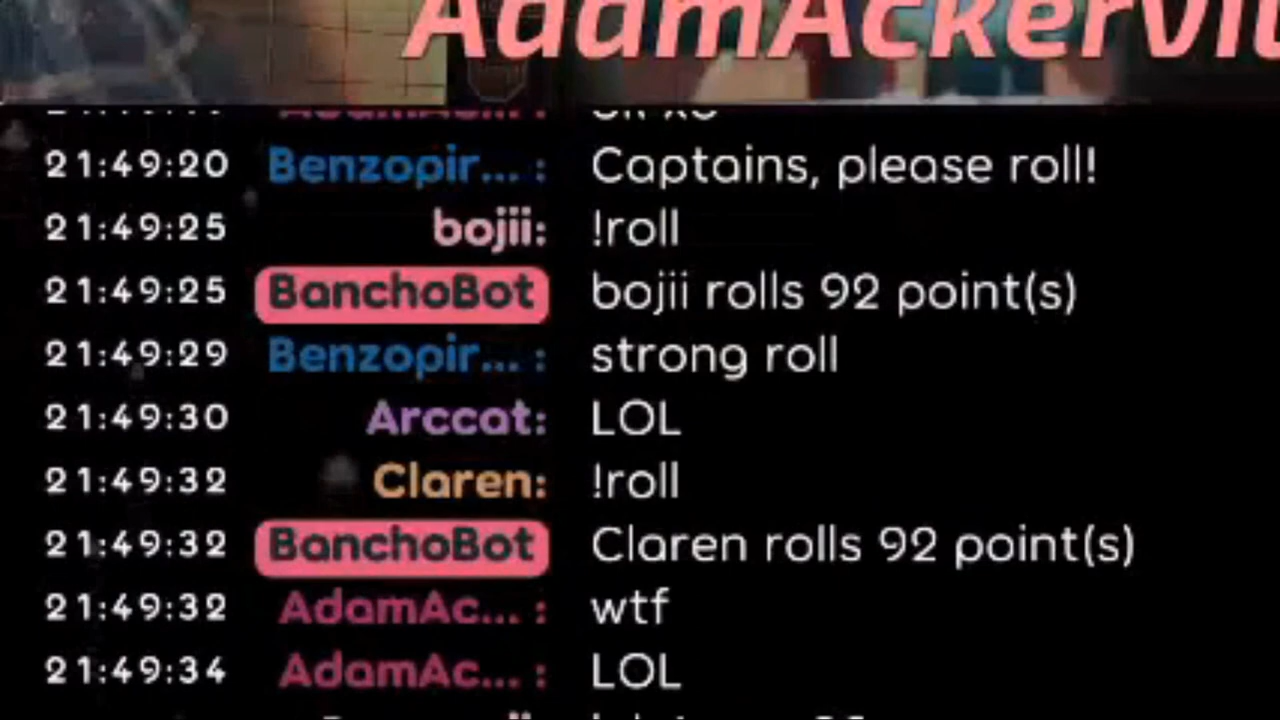 AdamAckervil
21:49:20 Benzopir... : Captains, please roll!
21:49:25 bojii: !roll
21:49:25 BanchoBot bojii rolls 92 point(s)
21:49:29 Benzopir... : strong roll
21:49:30 Arccat: LOL
21:49:32 Claren: !roll
21:49:32 BanchoBot Claren rolls 92 point(s)
21:49:32 AdamAc... : wtf
21:49:34 AdamAc... : LOL